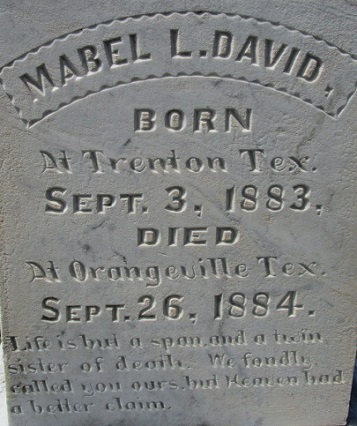 MABEL L. DAVID,
BORN
At Trenton Tex.
SEPT. 3, 1883,
DIED
At Orangeville Tex.
SEPT. 26, 1884.
Life is but a span, and a twin
sister of death. We fondly
called you ours, but Heaven had
a better claim.